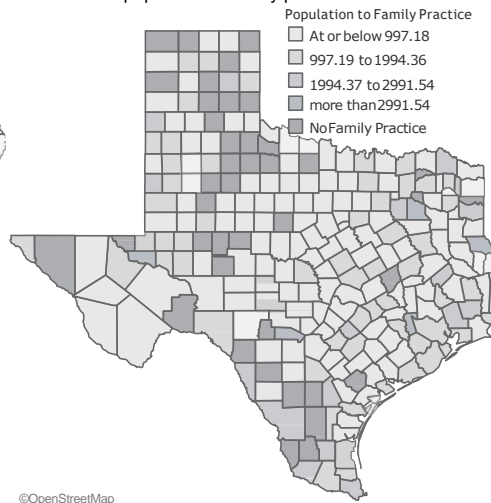 Population to Family Practice
At or below 997.18
997.19 to 1994.36
1994.37 to 2991.54
more than 2991.54
No Family Practice
©OpenStreetMap